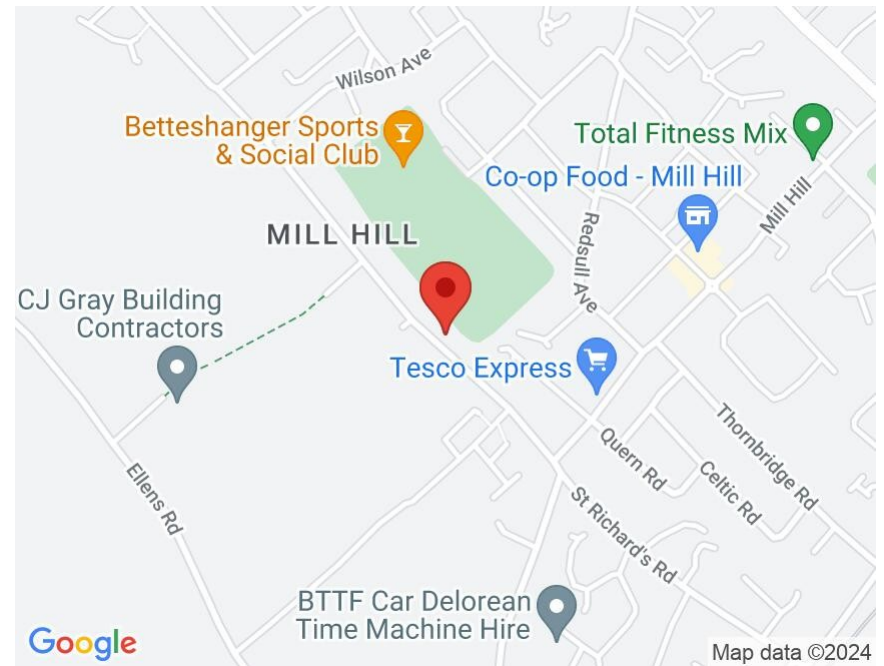 Wilson Ave
Betteshanger Sports
& Social Club
Total Fitness Mix
Co-op Food - Mill Hill
Mill Hill
MILL HILL
Redsull Ave
CJ Gray Building
Contractors
Tesco Express
Thornbridge Rd
Quern Rd
Celtic Rd
Ellens Rd
St Richard's Rd
BTTF Car Delorean
Time Machine Hire
Google
Map data ©2024